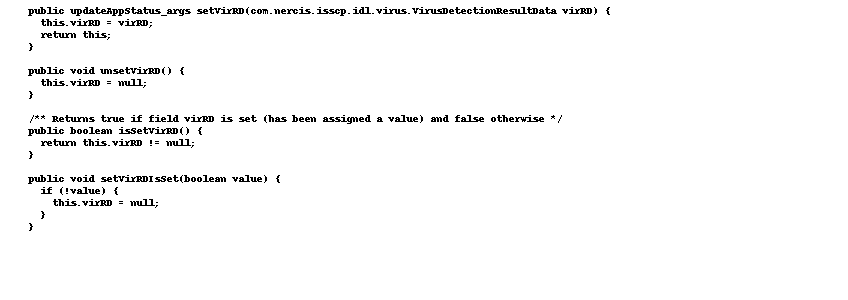 public updateAppStatus_args setVirRD(com.nercis.isscp.idl.virus.VirusDetectionResultData virRD) {
this.virRD = virRD;
return this;
}
public void unsetVirRD() {
this.virRD = null;
}
/** Returns true if field virRD is set (has been assigned a value) and false otherwise */
public boolean isSetVirRD() {
return this.virRD != null;
}
public void setVirRDIsSet(boolean value) {
if (!value) {
this.virRD = null;
}
}